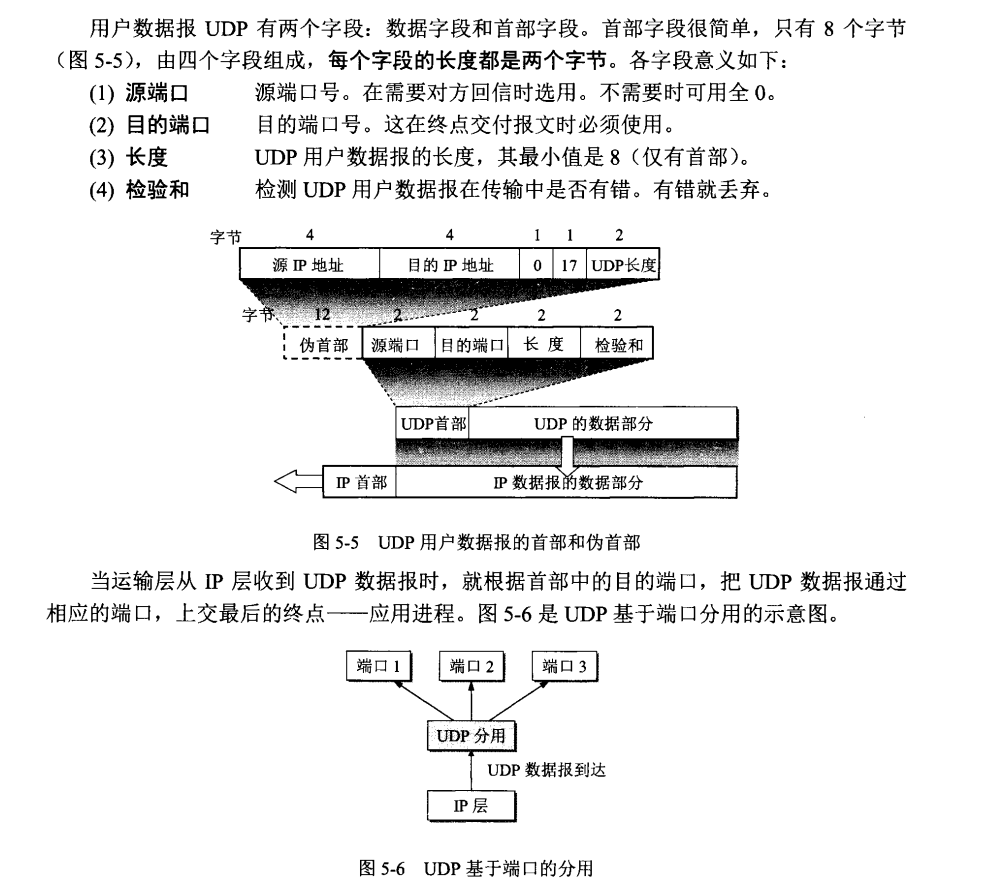 用户数据报 UDP 有两个字段：数据字段和首部字段。首部字段很简单，只有 8 个字节
（图 5-5），由四个字段组成，每个字段的长度都是两个字节。各字段意义如下：
(1) 源端口 源端口号。在需要对方回信时选用。不需要时可用全 0。
(2) 目的端口 目的端口号。这在终点交付报文时必须使用。
(3) 长度 UDP 用户数据报的长度，其最小值是 8（仅有首部）。
(4) 检验和 检测 UDP 用户数据报在传输中是否有错。有错就丢弃。
字节 4 4 1 1 2
源 IP 地址 目的 IP 地址 0 17 UDP长度
字节 12 2 2 2 2
伪首部 源端口 目的端口 长 度 检验和
UDP首部 UDP 的数据部分
IP 首部 IP 数据报的数据部分
图 5-5 UDP 用户数据报的首部和伪首部
当运输层从 IP 层收到 UDP 数据报时，就根据首部中的目的端口，把 UDP 数据报通过
相应的端口，上交最后的终点——应用进程。图 5-6 是 UDP 基于端口分用的示意图。
端口 1 端口 2 端口 3
UDP 分用
UDP 数据报到达
IP 层
图 5-6 UDP 基于端口的分用